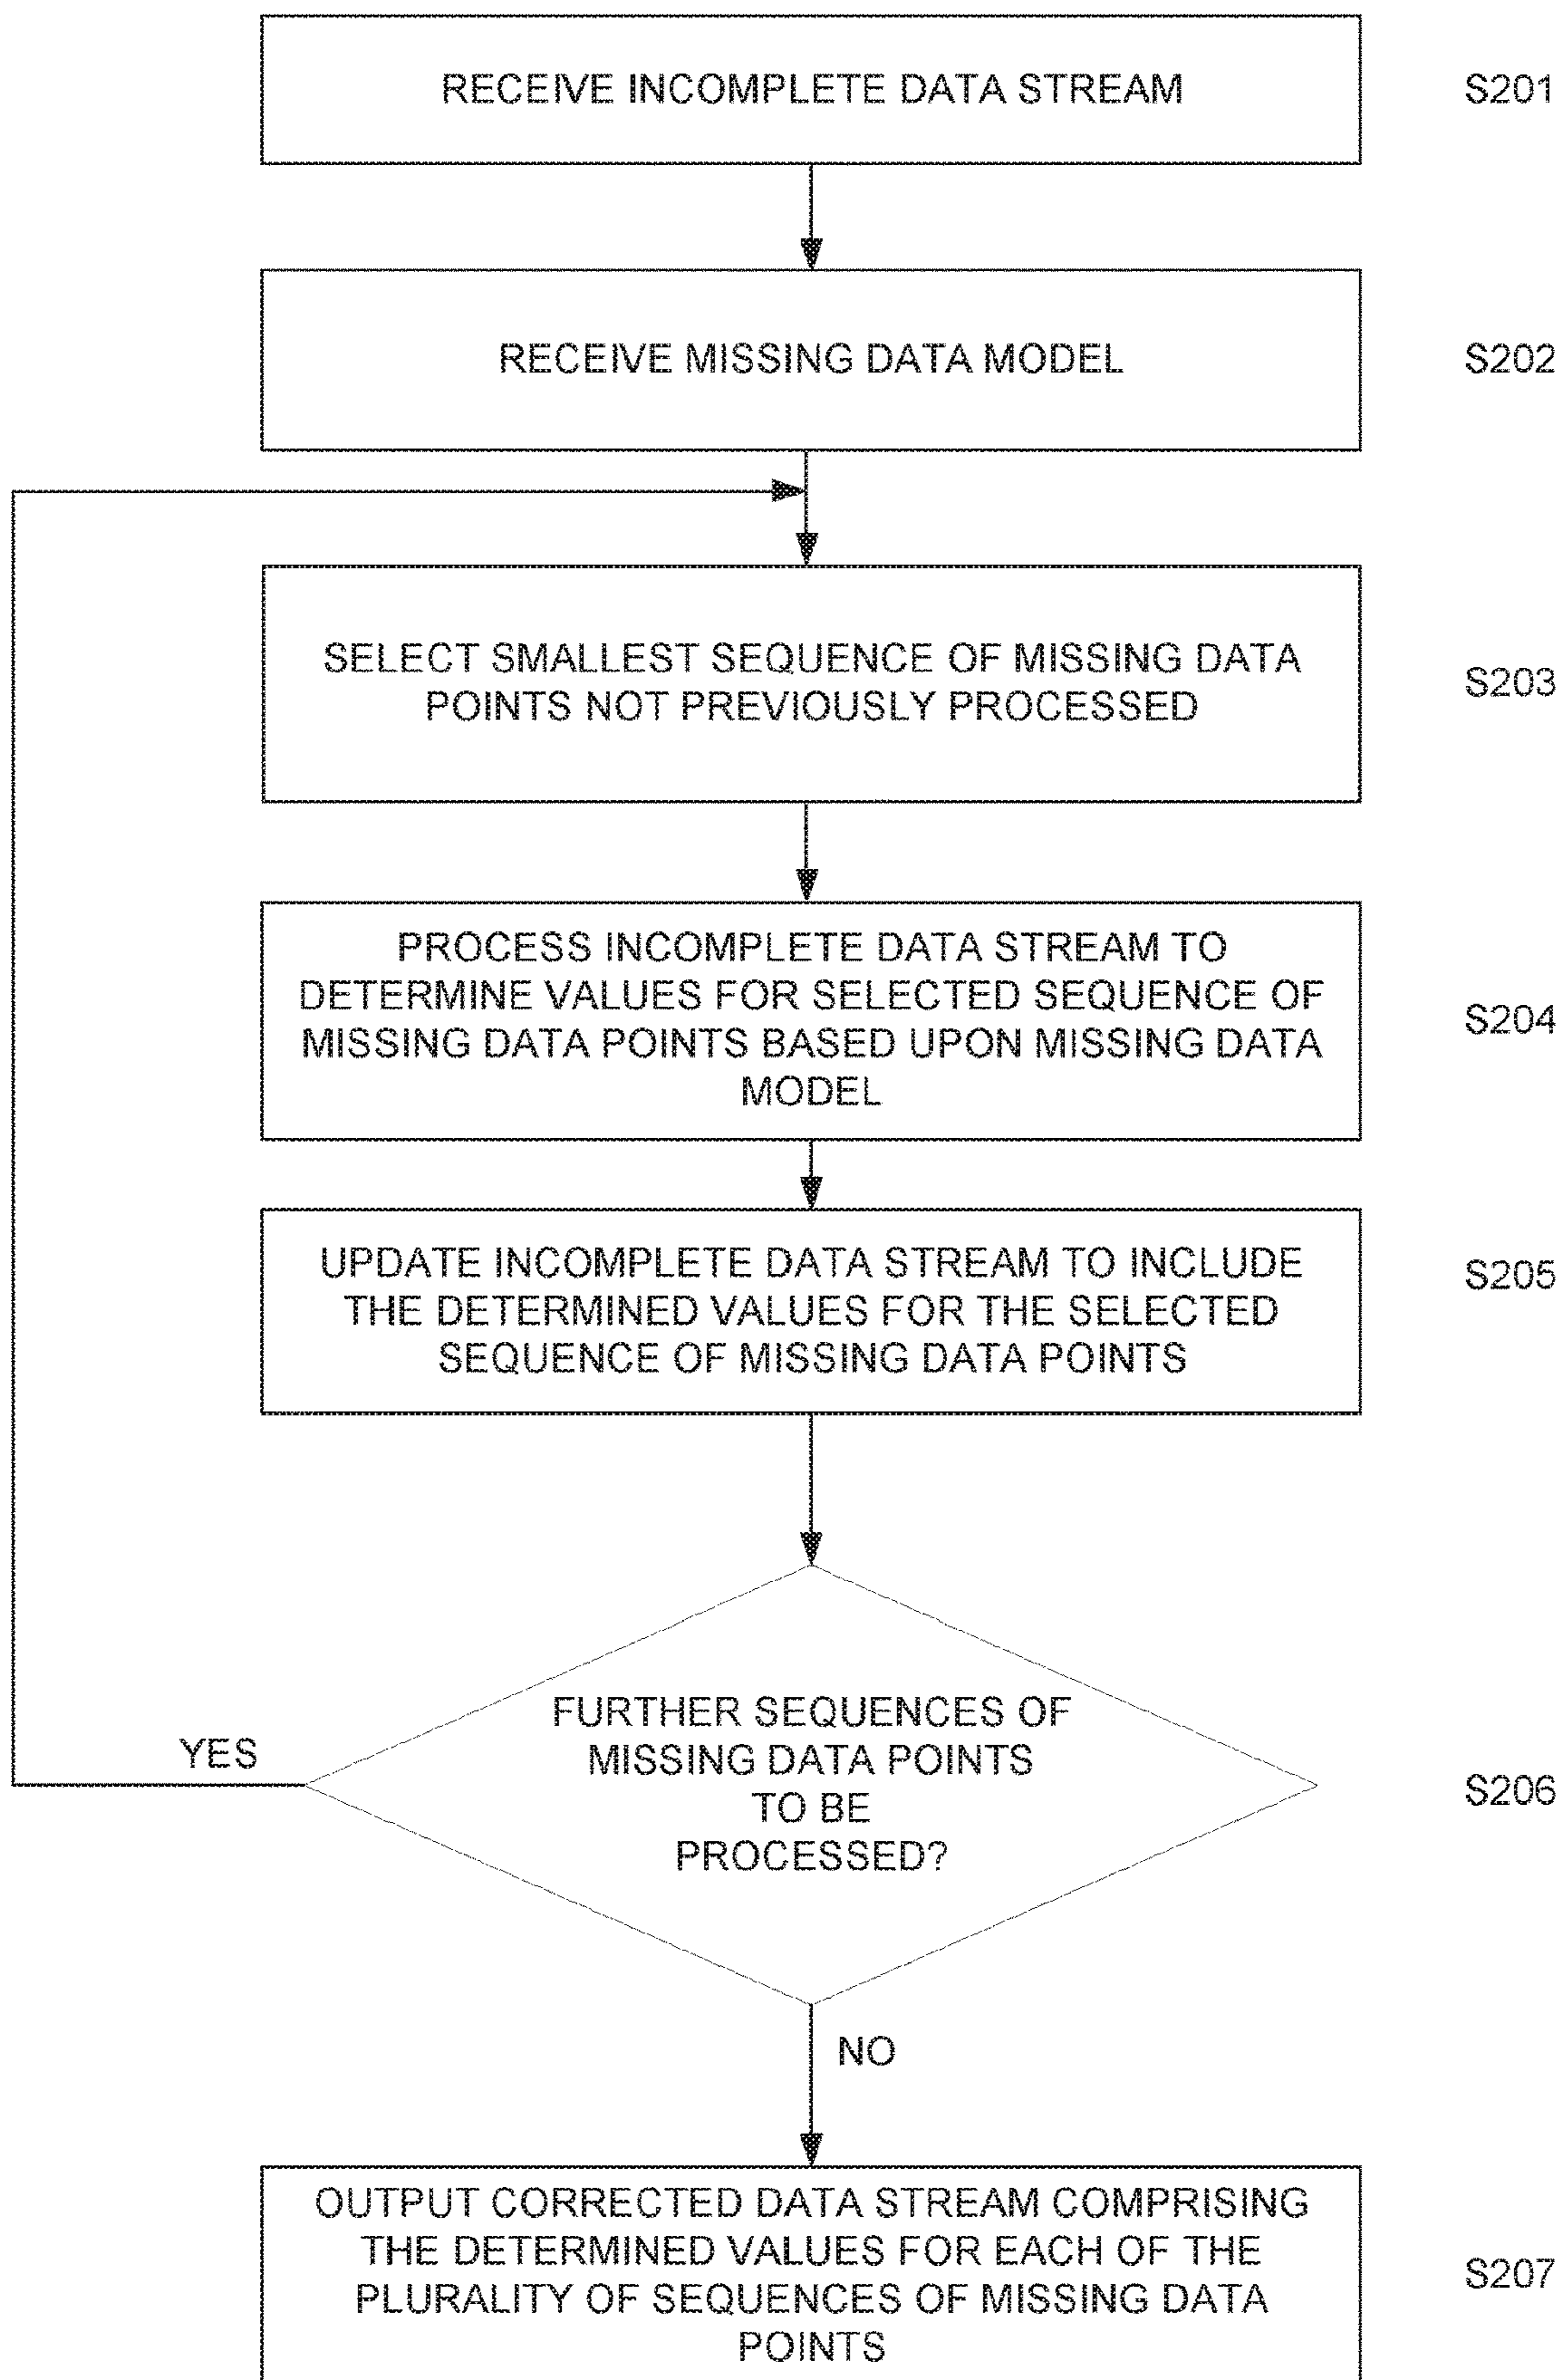 RECEIVE INCOMPLETE DATA STREAM
S201
RECEIVE MISSING DATA MODEL
S202
SELECT SMALLEST SEQUENCE OF MISSING DATA
POINTS NOT PREVIOUSLY PROCESSED
S203
PROCESS INCOMPLETE DATA STREAM TO
DETERMINE VALUES FOR SELECTED SEQUENCE OF
MISSING DATA POINTS BASED UPON MISSING DATA
MODEL
S204
UPDATE INCOMPLETE DATA STREAM TO INCLUDE
THE DETERMINED VALUES FOR THE SELECTED
SEQUENCE OF MISSING DATA POINTS
S205
FURTHER SEQUENCES OF
MISSING DATA POINTS
TO BE
PROCESSED?
YES
S206
NO
OUTPUT CORRECTED DATA STREAM COMPRISING
THE DETERMINED VALUES FOR EACH OF THE
PLURALITY OF SEQUENCES OF MISSING DATA
POINTS
S207